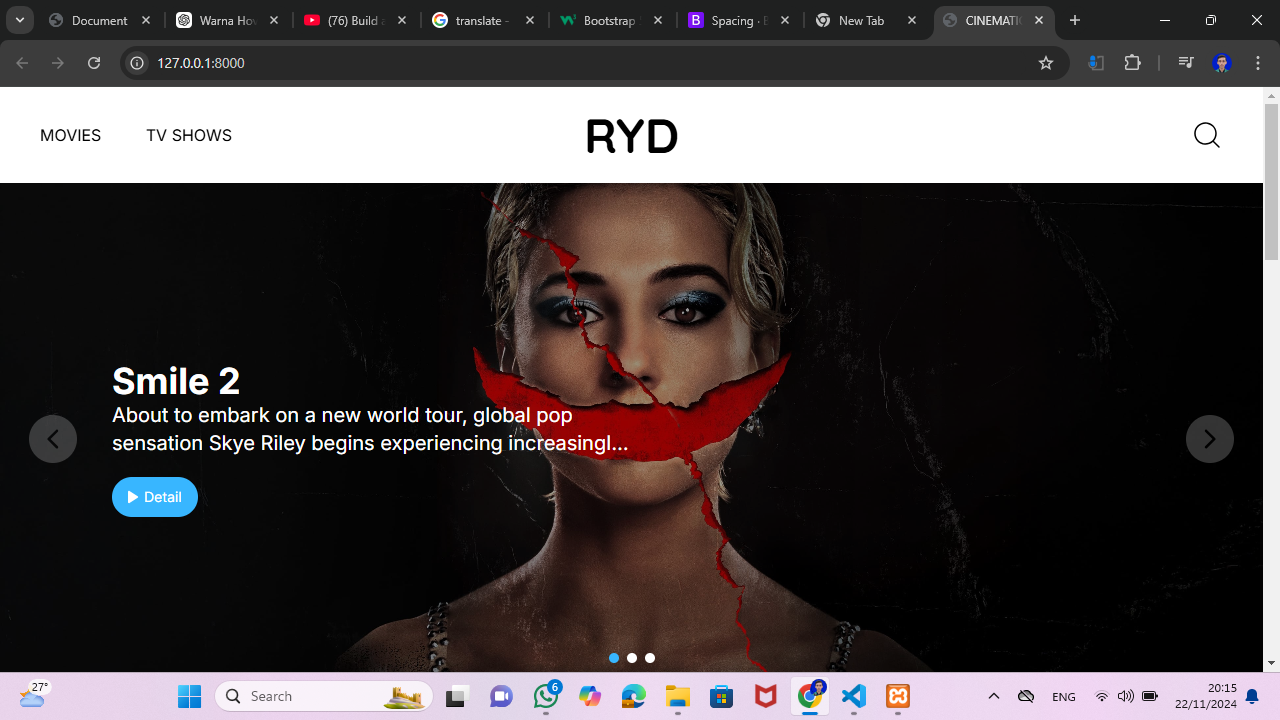 Document
Warna Hov
(76) Build a
translate -
Bootstrap
Spacing · B
New Tab
CINEMATI
127.0.0.1:8000
MOVIES
TV SHOWS
RYD
Smile 2
About to embark on a new world tour, global pop
sensation Skye Riley begins experiencing increasingl...
Detail
27°
Search
6
ENG
20:15
22/11/2024